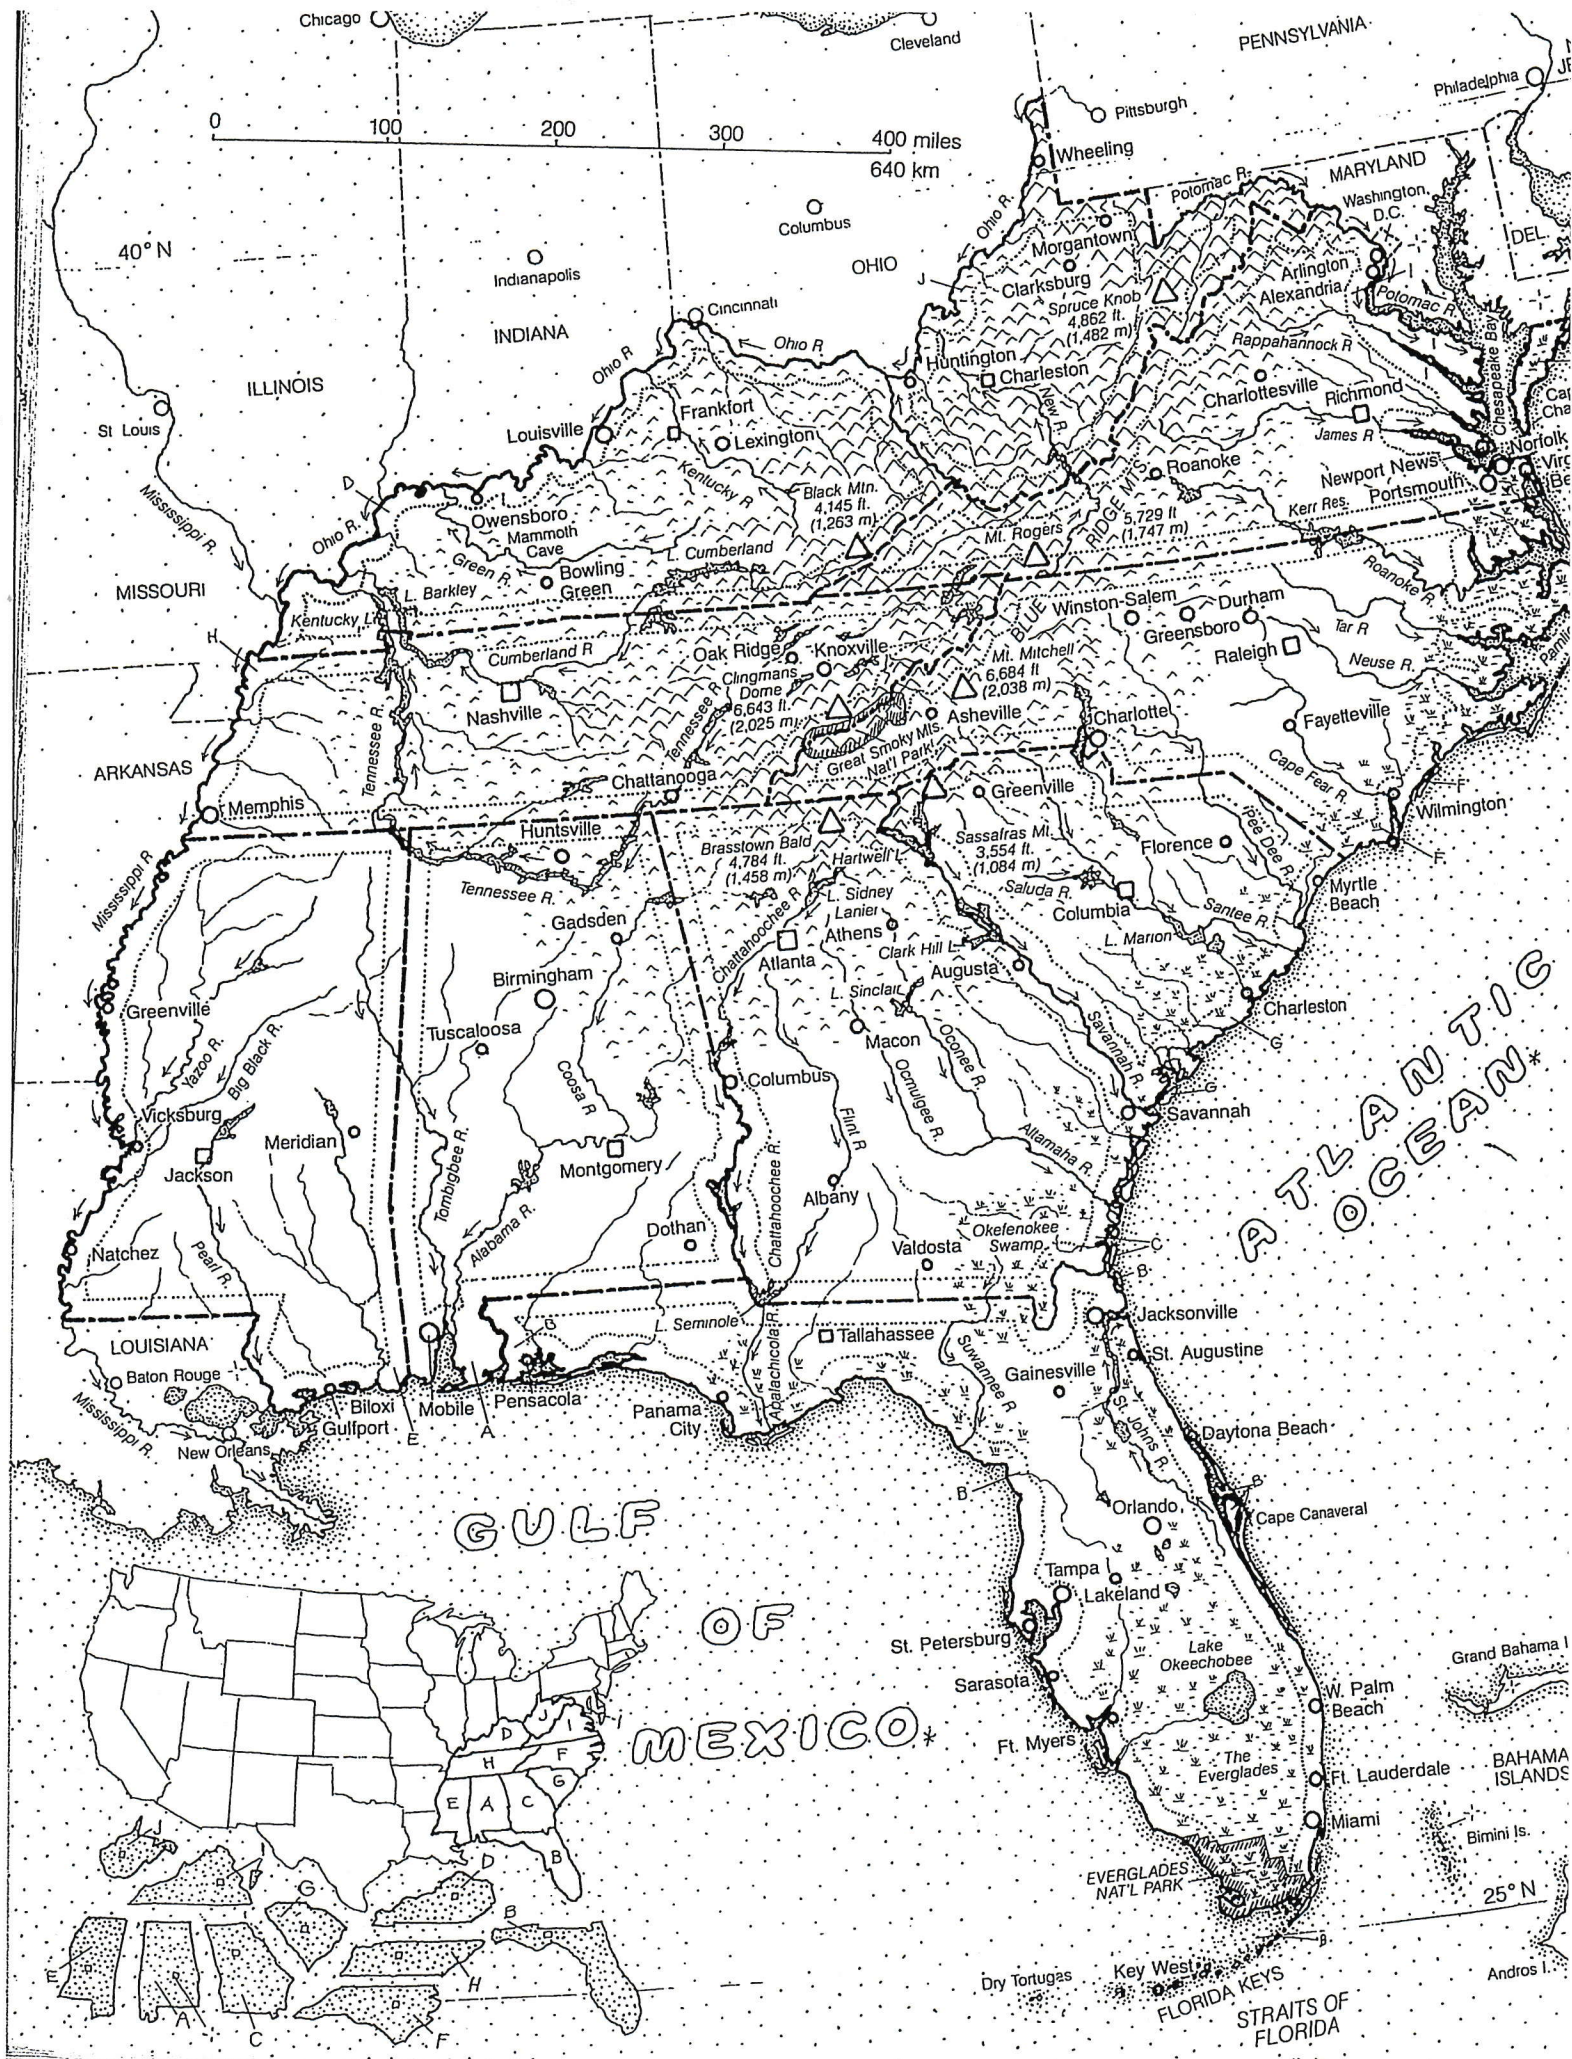 Chicago
Cleveland
PENNSYLVANIA
Philadelphia
Pittsburgh
0
100
200
300
400 miles
640 km
Wheeling
MARYLAND
Potomac R.
Washington,
D.C.
DEL.
Columbus
Ohio R.
Morgantown
40° N
Indianapolis
OHIO
J
Clarksburg
Arlington
Alexandria
I
Potomac R.
Spruce Knob
4,862 ft.
(1,482 m)
Cincinnati
INDIANA
Ohio R
Ohio R
Rappahannock R
Chesapeake Bay
Huntington
Charleston
New R.
Charlottesville
Richmond
ILLINOIS
St Louis
Frankfort
Louisville
Lexington
James R
Norfolk
Newport News
Portsmouth
Roanoke
Kentucky R
D
Mississippi R.
Owensboro
Mammoth
Cave
Black Mtn.
4,145 ft.
(1,263 m)
Mt. Rogers
5,729 ft
(1,747 m)
Kerr Res.
BLUE
RIDGE MTS
Ohio R.
L. Cumberland
Green R.
Bowling
Green
L. Barkley
MISSOURI
Kentucky L.
Roanoke R.
Winston-Salem
Durham
Greensboro
Raleigh
Tar R
Neuse R.
H
Cumberland R
Oak Ridge
Knoxville
Clingmans
Dome
6,643 ft.
(2,025 m)
Mt. Mitchell
6,684 ft
(2,038 m)
Nashville
Tennessee R.
Tennessee R.
Asheville
Charlotte
Fayetteville
Great Smoky Mts
Nat'l Park
ARKANSAS
Chattanooga
Cape Fear R.
F
Memphis
Greenville
Wilmington
Huntsville
Brasstown Bald
4,784 ft.
(1,458 m)
Sassafras Mt.
3,554 ft.
(1,084 m)
Florence
Pee Dee R.
F
Mississippi R
Tennessee R.
Hartwell L.
Saluda R.
Myrtle
Beach
Gadsden
Chattahoochee R.
L. Sidney
Lanier
Athens
Columbia
Santee R.
L. Marion
Atlanta
Clark Hill L.
Augusta
Birmingham
L. Sinclair
Greenville
Charleston
Tuscaloosa
Macon
G
Yazoo R.
Big Black R.
Coosa R
Columbus
Oconee R.
Ocmulgee R.
Savannah R.
G
Savannah
Vicksburg
Meridian
Flint R
Jackson
Montgomery
Altamaha R.
ATLANTIC
OCEAN*
Tombigbee R.
Chattahoochee R.
Albany
Natchez
Pearl R.
Alabama R.
Dothan
Valdosta
Okefenokee
Swamp
C
B
Jacksonville
L. Seminole
G
LOUISIANA
Tallahassee
St. Augustine
Baton Rouge
Suwannee R
Gainesville
Mississippi R.
Biloxi
Gulfport
Mobile
Pensacola
Panama
City
Apalachicola R.
St. Johns R.
New Orleans
E
A
Daytona Beach
B
B
Cape Canaveral
GULF
OF
MEXICO*
Orlando
Tampa
Lakeland
St. Petersburg
Lake
Okeechobee
Sarasota
Grand Bahama I
W. Palm
Beach
Ft. Myers
The
Everglades
Ft. Lauderdale
BAHAMA
ISLANDS
Miami
Bimini Is.
EVERGLADES
NAT'L PARK
25° N
B
Dry Tortugas
Key West
FLORIDA KEYS
Andros I.
STRAITS OF
FLORIDA
J
I
D
H
F
G
E
A
C
B
J
I
G
D
B
E
A
C
H
F